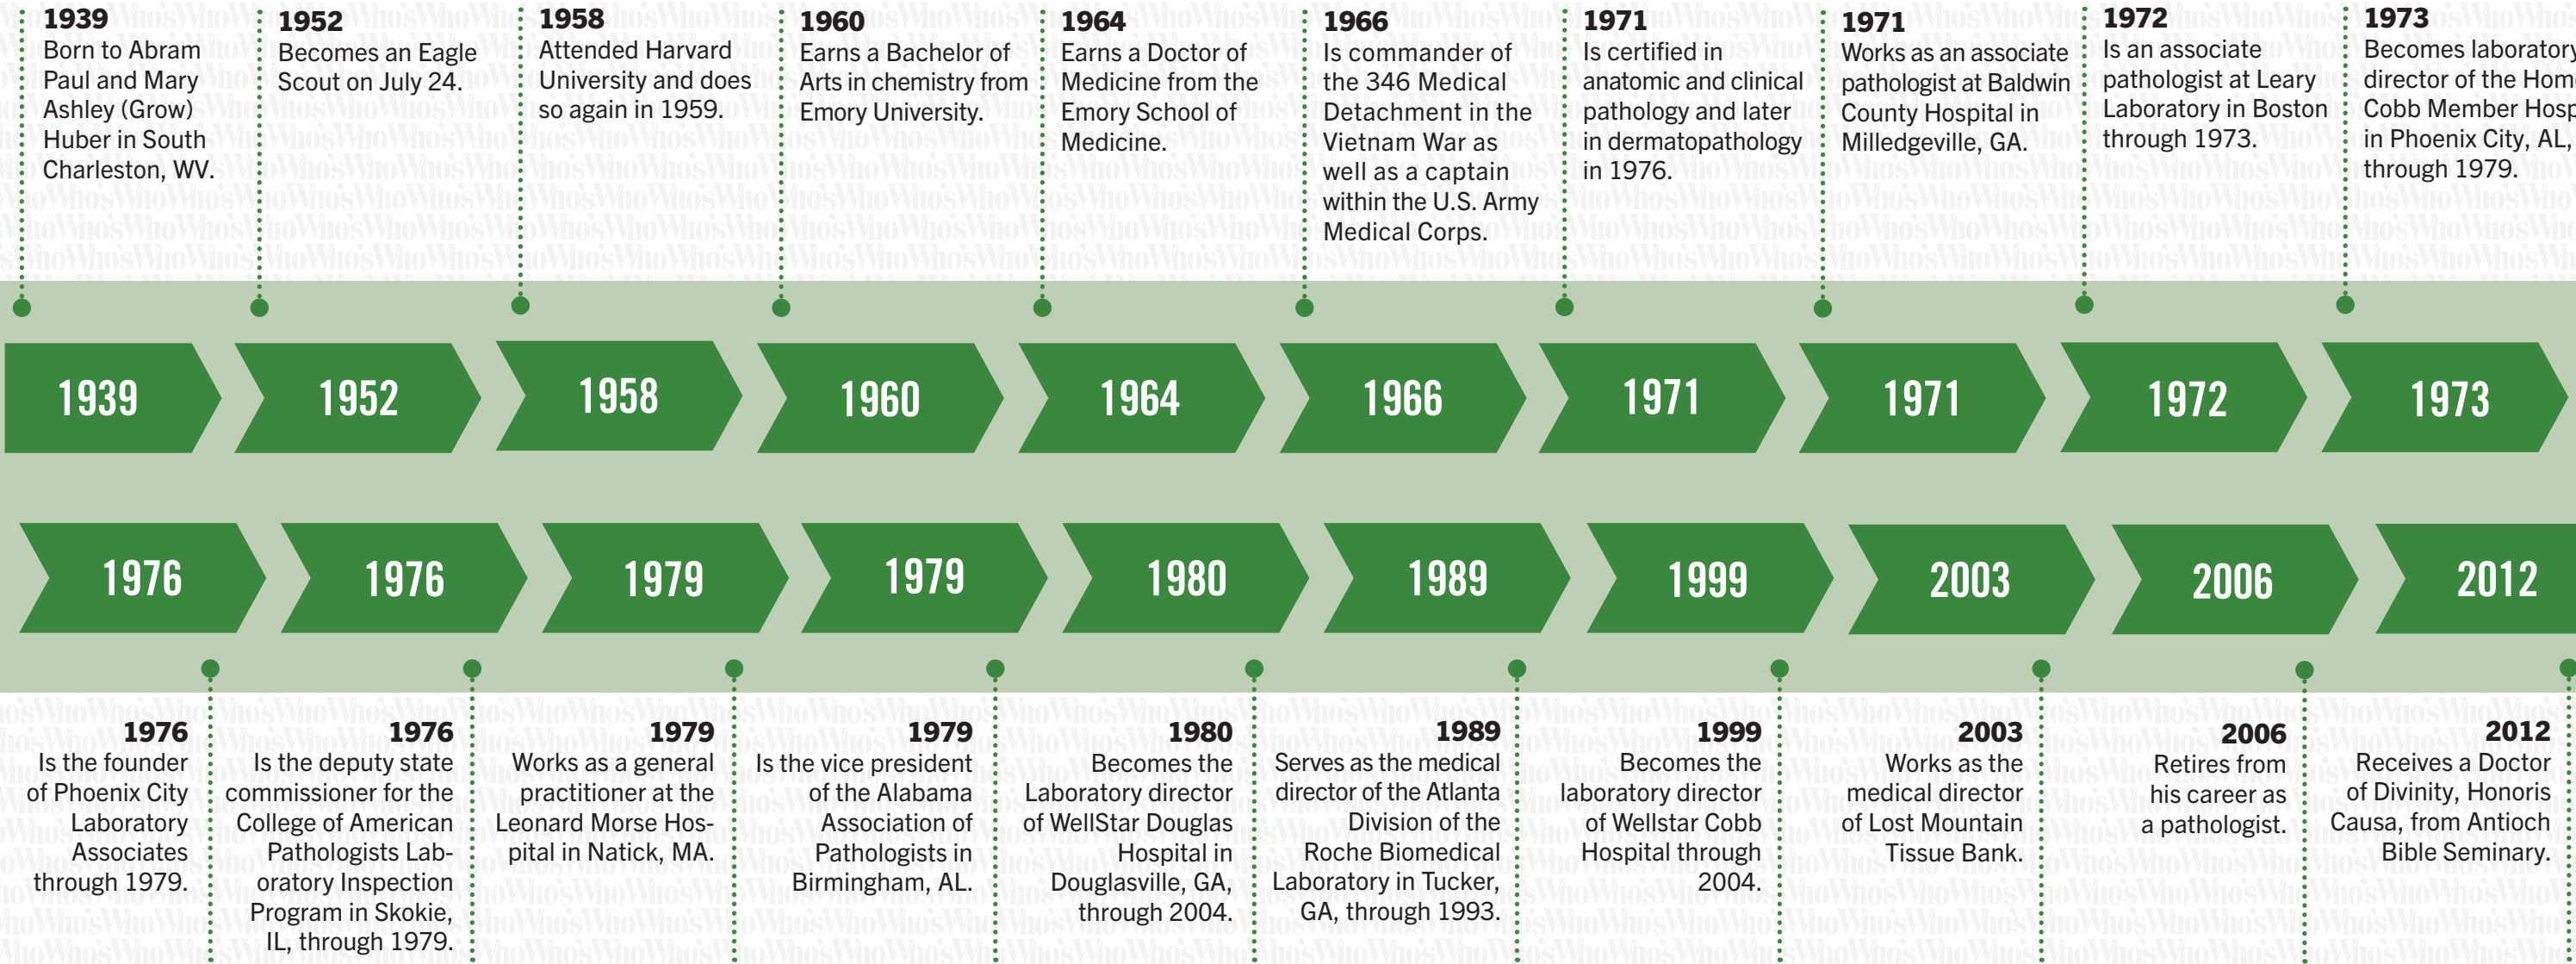 1939
Born to Abram
Paul and Mary
Ashley (Grow)
Huber in South
Charleston, WV.
1952
Becomes an Eagle
Scout on July 24.
1958
Attended Harvard
University and does
so again in 1959.
1960
Earns a Bachelor of
Arts in chemistry from
Emory University.
1964
Earns a Doctor of
Medicine from the
Emory School of
Medicine.
1966
Is commander of
the 346 Medical
Detachment in the
Vietnam War as
well as a captain
within the U.S. Army
Medical Corps.
1971
Is certified in
anatomic and clinical
pathology and later
in dermatopathology
in 1976.
1971
Works as an associate
pathologist at Baldwin
County Hospital in
Milledgeville, GA.
1972
Is an associate
pathologist at Leary
Laboratory in Boston
through 1973.
1973
Becomes laboratory
director of the
Cobb Member
in Phoenix City, AL,
through 1979.
1939
1952
1958
1960
1964
1966
1971
1971
1972
1973
1976
1976
1979
1979
1980
1989
1999
2003
2006
2012
1976
Is the founder
of Phoenix City
Laboratory
Associates
through 1979.
1976
Is the deputy state
commissioner for the
College of American
Pathologists Lab-
oratory Inspection
Program in Skokie,
IL, through 1979.
1979
Works as a general
practitioner at the
Leonard Morse Hos-
pital in Natick, MA.
1979
Is the vice president
of the Alabama
Association of
Pathologists in
Birmingham, AL.
1980
Becomes the
Laboratory director
of WellStar Douglas
Hospital in
Douglasville, GA,
through 2004.
1989
Serves as the medical
director of the Atlanta
Division of the
Roche Biomedical
Laboratory in Tucker,
GA, through 1993.
1999
Becomes the
laboratory director
of Wellstar Cobb
Hospital through
2004.
2003
Works as the
medical director
of Lost Mountain
Tissue Bank.
2006
Retires from
his career as
a pathologist.
2012
Receives a Doctor
of Divinity, Honoris
Causa, from Antioch
Bible Seminary.